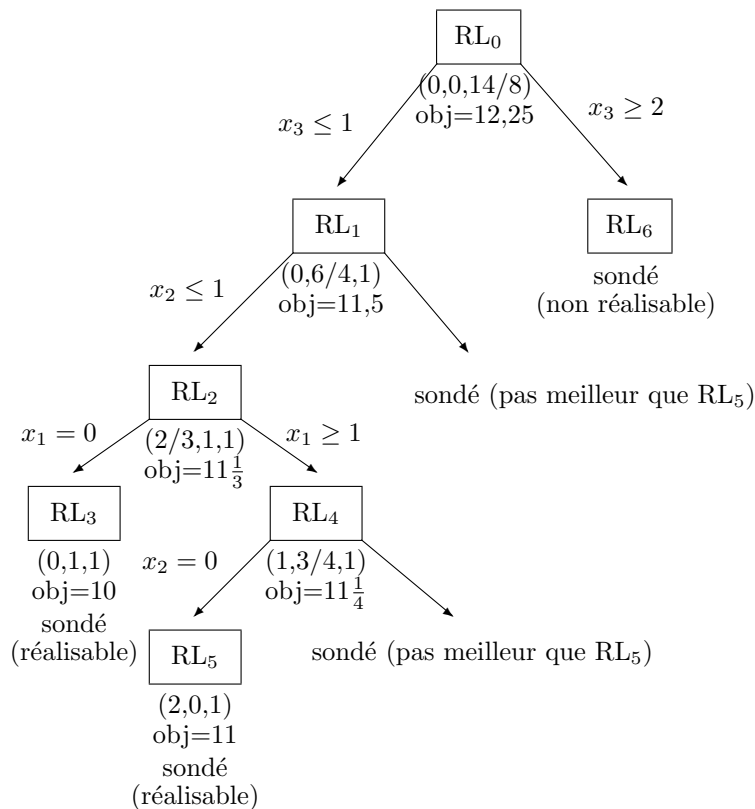 RL₀
(0,0,14/8)
obj=12,25
x₃ ≤ 1
x₃ ≥ 2
RL₁
(0,6/4,1)
obj=11,5
RL₆
sondé
(non réalisable)
x₂ ≤ 1
RL₂
(2/3,1,1)
obj=11 1/3
sondé (pas meilleur que RL₅)
x₁ = 0
x₁ ≥ 1
RL₃
(0,1,1)
obj=10
sondé
(réalisable)
RL₄
(1,3/4,1)
obj=11 1/4
x₂ = 0
sondé (pas meilleur que RL₅)
RL₅
(2,0,1)
obj=11
sondé
(réalisable)